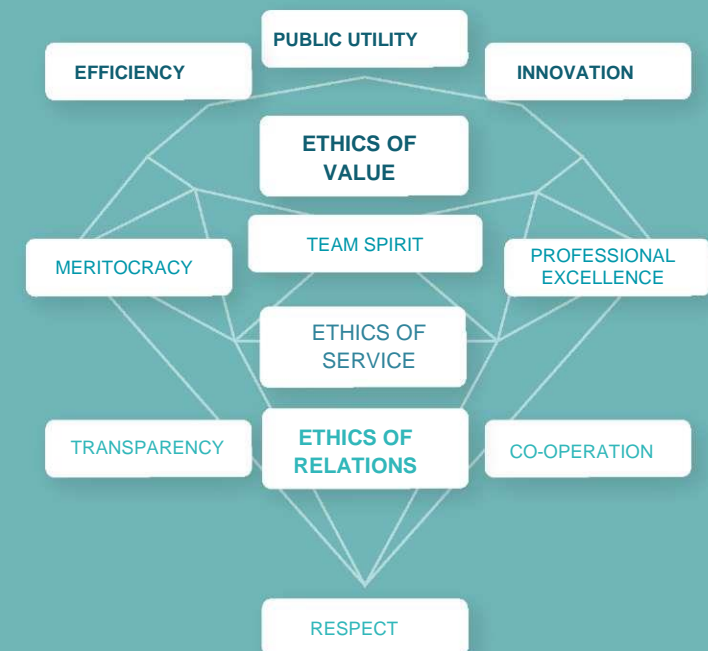 PUBLIC UTILITY
EFFICIENCY
INNOVATION
ETHICS OF
VALUE
TEAM SPIRIT
MERITOCRACY
PROFESSIONAL
EXCELLENCE
ETHICS OF
SERVICE
TRANSPARENCY
ETHICS OF
RELATIONS
CO-OPERATION
RESPECT